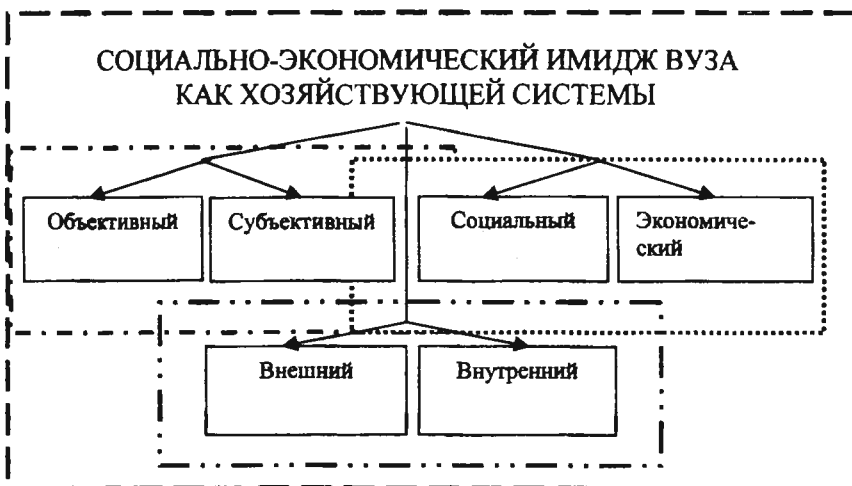 СОЦИАЛЬНО-ЭКОНОМИЧЕСКИЙ ИМИДЖ ВУЗА
КАК ХОЗЯЙСТВУЮЩЕЙ СИСТЕМЫ
Объективный
Субъективный
Социальный
Экономиче-
ский
Внешний
Внутренний